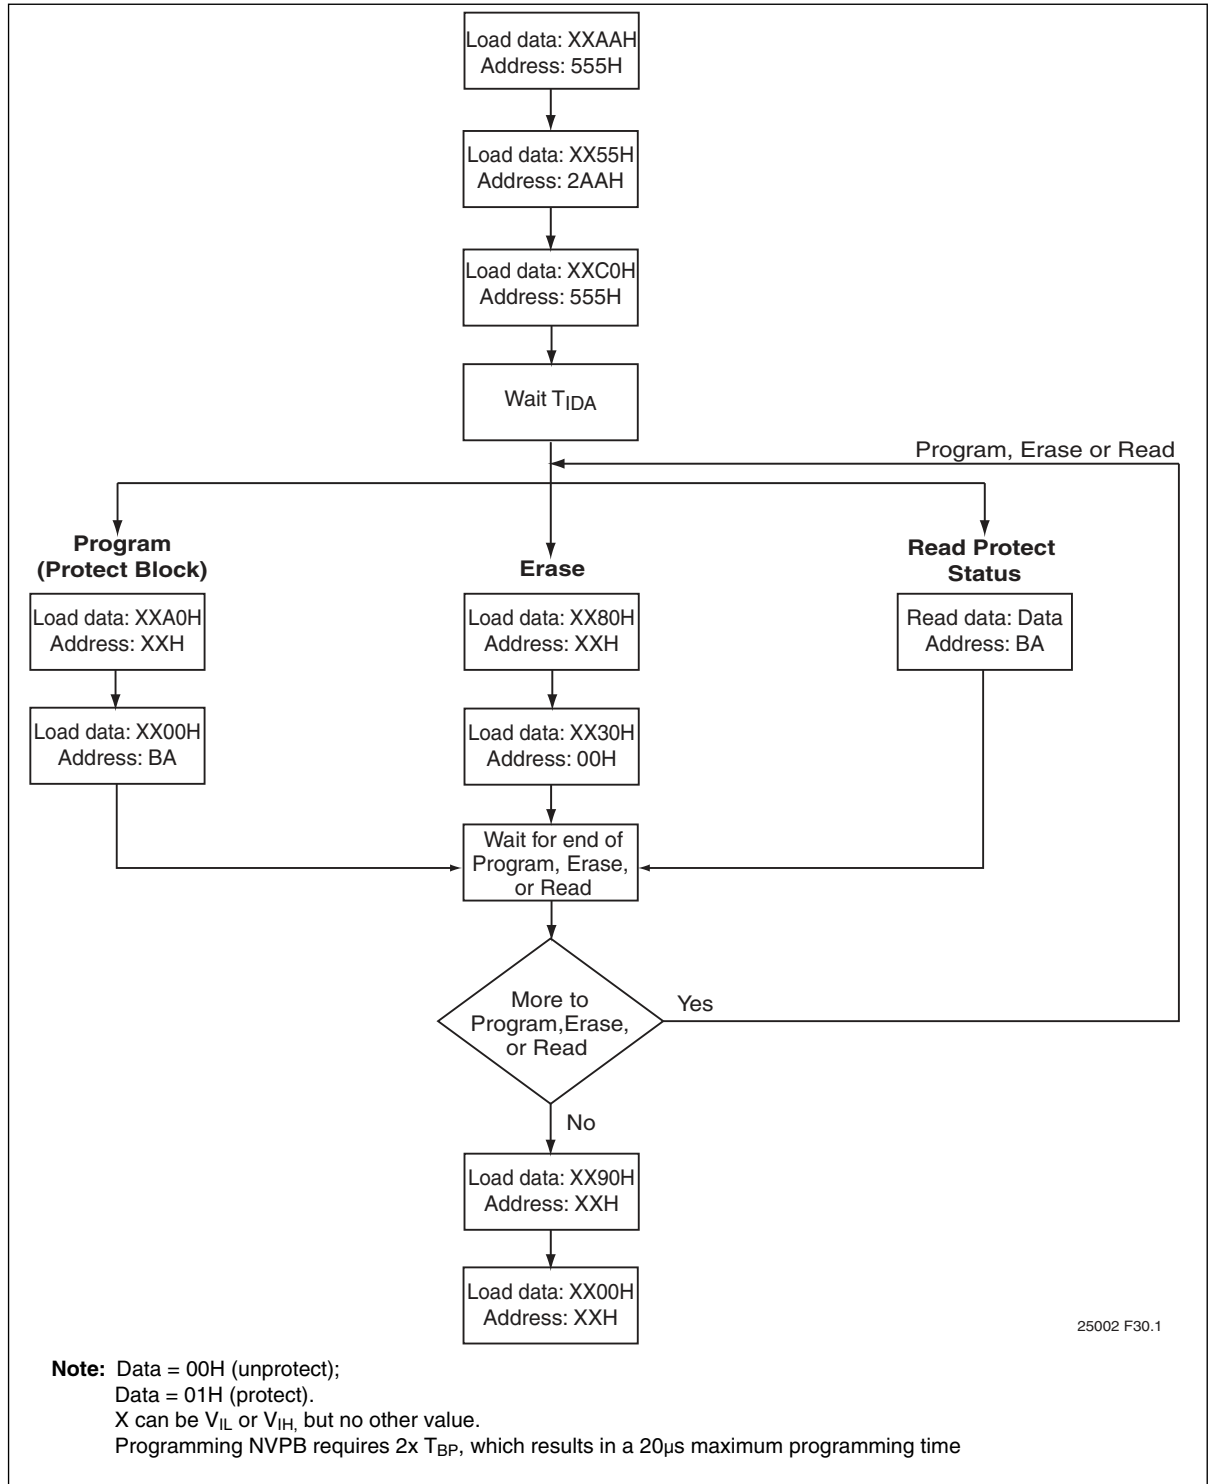 Load data: XXAAH
Address: 555H
Load data: XX55H
Address: 2AAH
Load data: XXC0H
Address: 555H
Wait TIDA
Program, Erase or Read
Program
(Protect Block)
Load data: XXA0H
Address: XXH
Load data: XX00H
Address: BA
Erase
Load data: XX80H
Address: XXH
Load data: XX30H
Address: 00H
Read Protect
Status
Read data: Data
Address: BA
Wait for end of
Program, Erase,
or Read
More to
Program,Erase,
or Read
Yes
No
Load data: XX90H
Address: XXH
Load data: XX00H
Address: XXH
25002 F30.1
Note: Data = 00H (unprotect);
Data = 01H (protect).
X can be VIL or VIH, but no other value.
Programming NVPB requires 2x TBP, which results in a 20µs maximum programming time